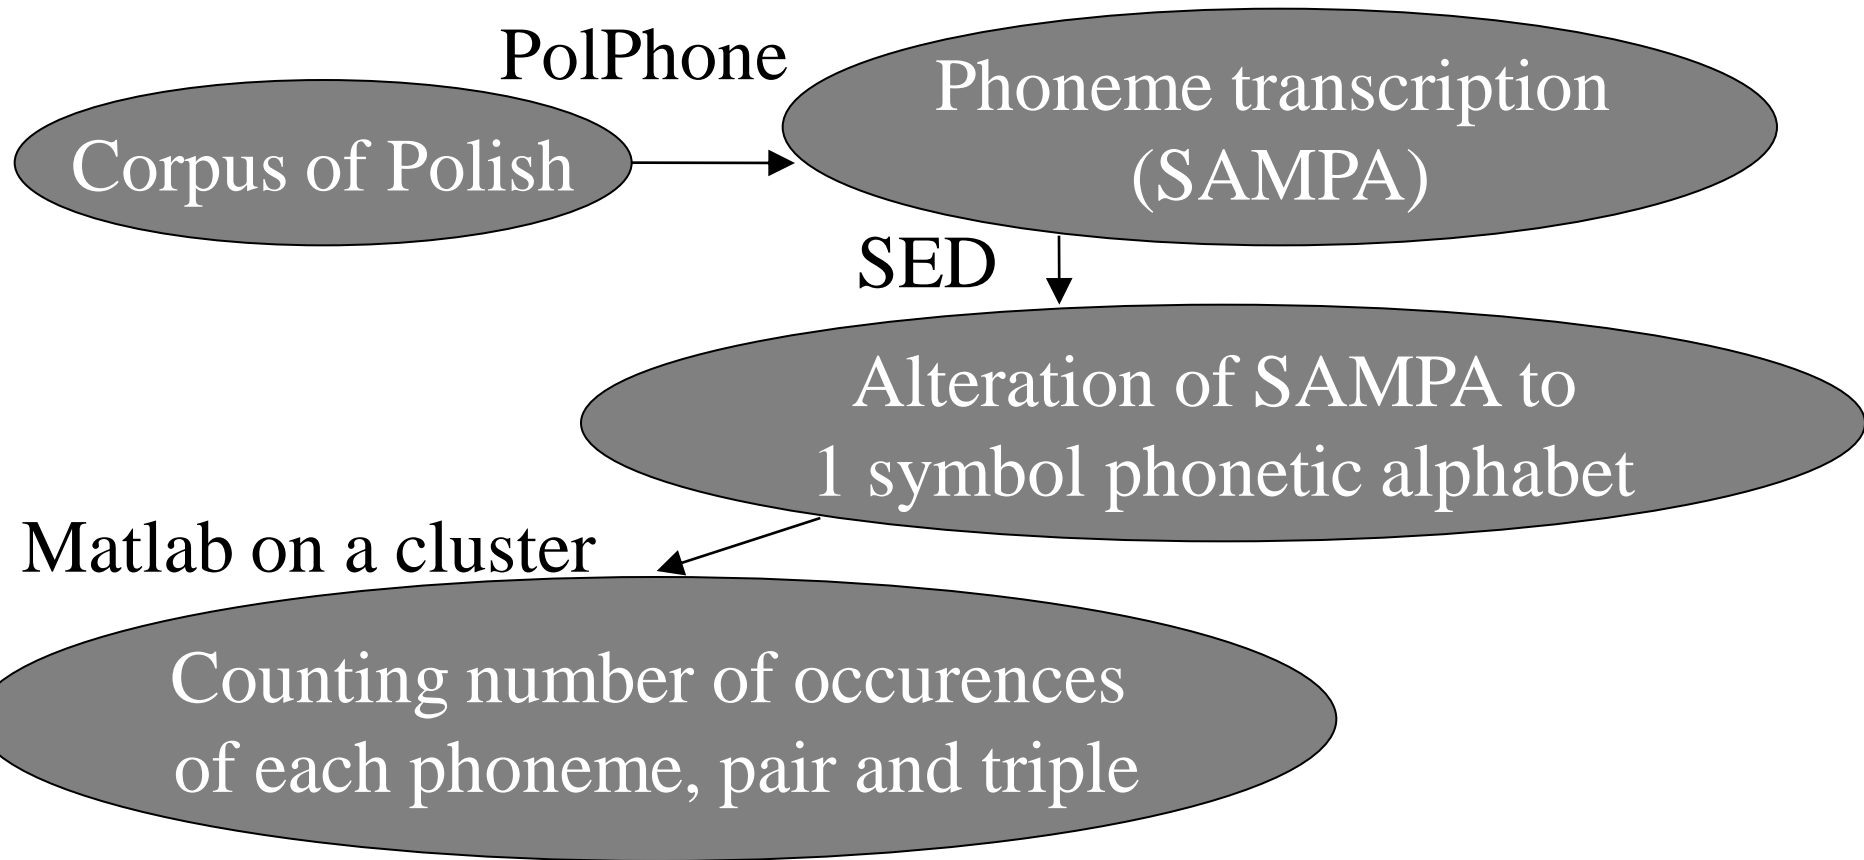 PolPhone
Corpus of Polish
Phoneme transcription
(SAMPA)
SED
Alteration of SAMPA to
1 symbol phonetic alphabet
Matlab on a cluster
Counting number of occurences
of each phoneme, pair and triple